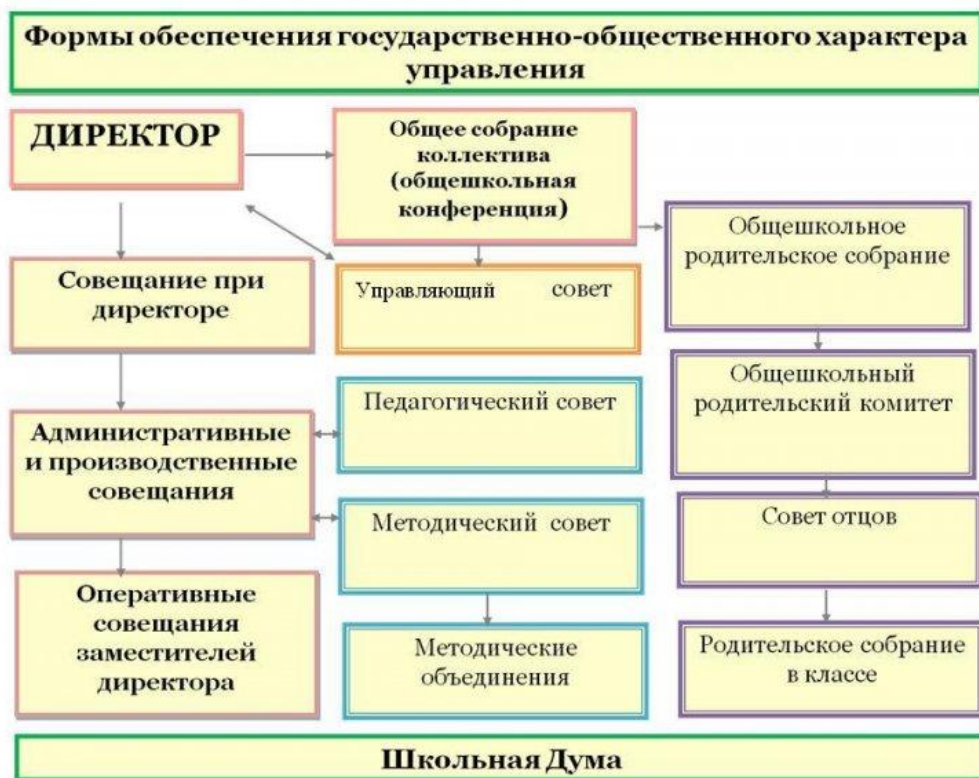 Формы обеспечения государственно-общественного характера
управления
ДИРЕКТОР
Общее собрание
коллектива
(общешкольная
конференция)
Общешкольное
родительское собрание
Совещание при
директоре
Управляющий совет
Общешкольный
родительский комитет
Педагогический совет
Административные
и производственные
совещания
Методический совет
Совет отцов
Оперативные
совещания
заместителей
директора
Методические
объединения
Родительское собрание
в классе
Школьная Дума